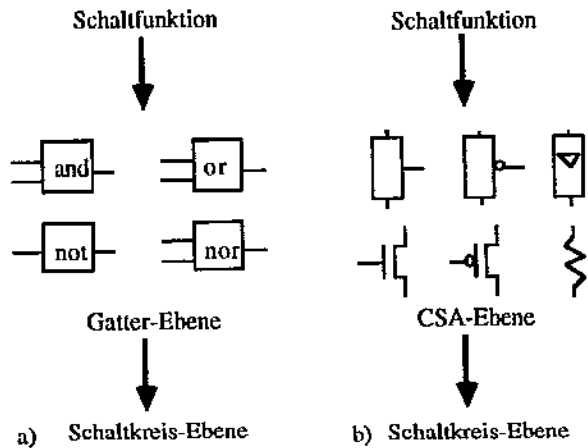 Schaltfunktion
and
or
not
nor
Gatter-Ebene
a) Schaltkreis-Ebene
Schaltfunktion
CSA-Ebene
b) Schaltkreis-Ebene